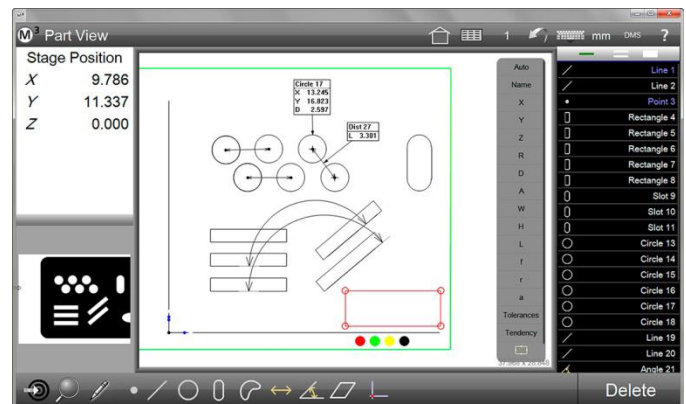 M³ Part View
1
mm
DMS
?
Stage Position
X 9.786
Y 11.337
Z 0.000
Circle 17
X 13.245
Y 16.023
D 2.597
Dist 27
L 3.301
Auto
Name
X
Y
Z
R
D
A
W
H
L
f
r
a
Tolerances
Tendency
Line 1
Line 2
Point 3
Rectangle 4
Rectangle 5
Rectangle 6
Rectangle 7
Rectangle 8
Slot 9
Slot 10
Slot 11
Circle 13
Circle 14
Circle 15
Circle 16
Circle 17
Circle 18
Line 19
Line 20
Angle 21
Delete